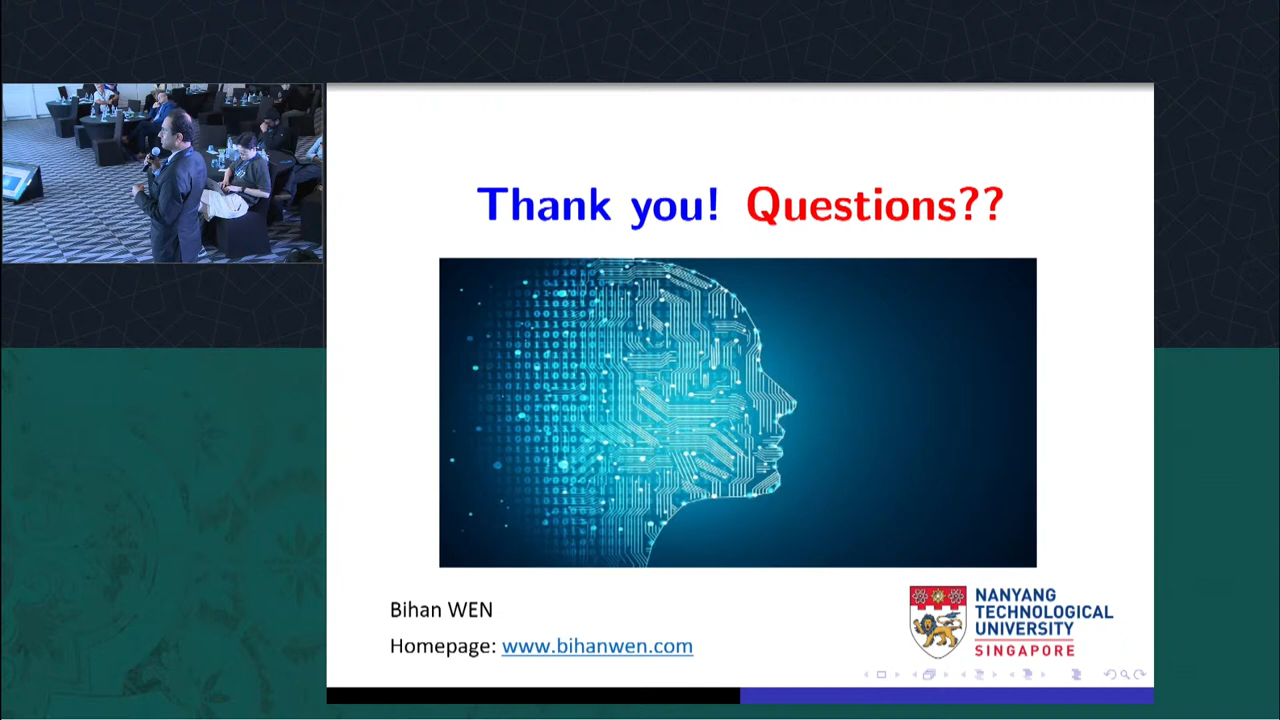 Thank you! Questions??
Bihan WEN
Homepage: www.bihanwen.com
NANYANG
TECHNOLOGICAL
UNIVERSITY
SINGAPORE